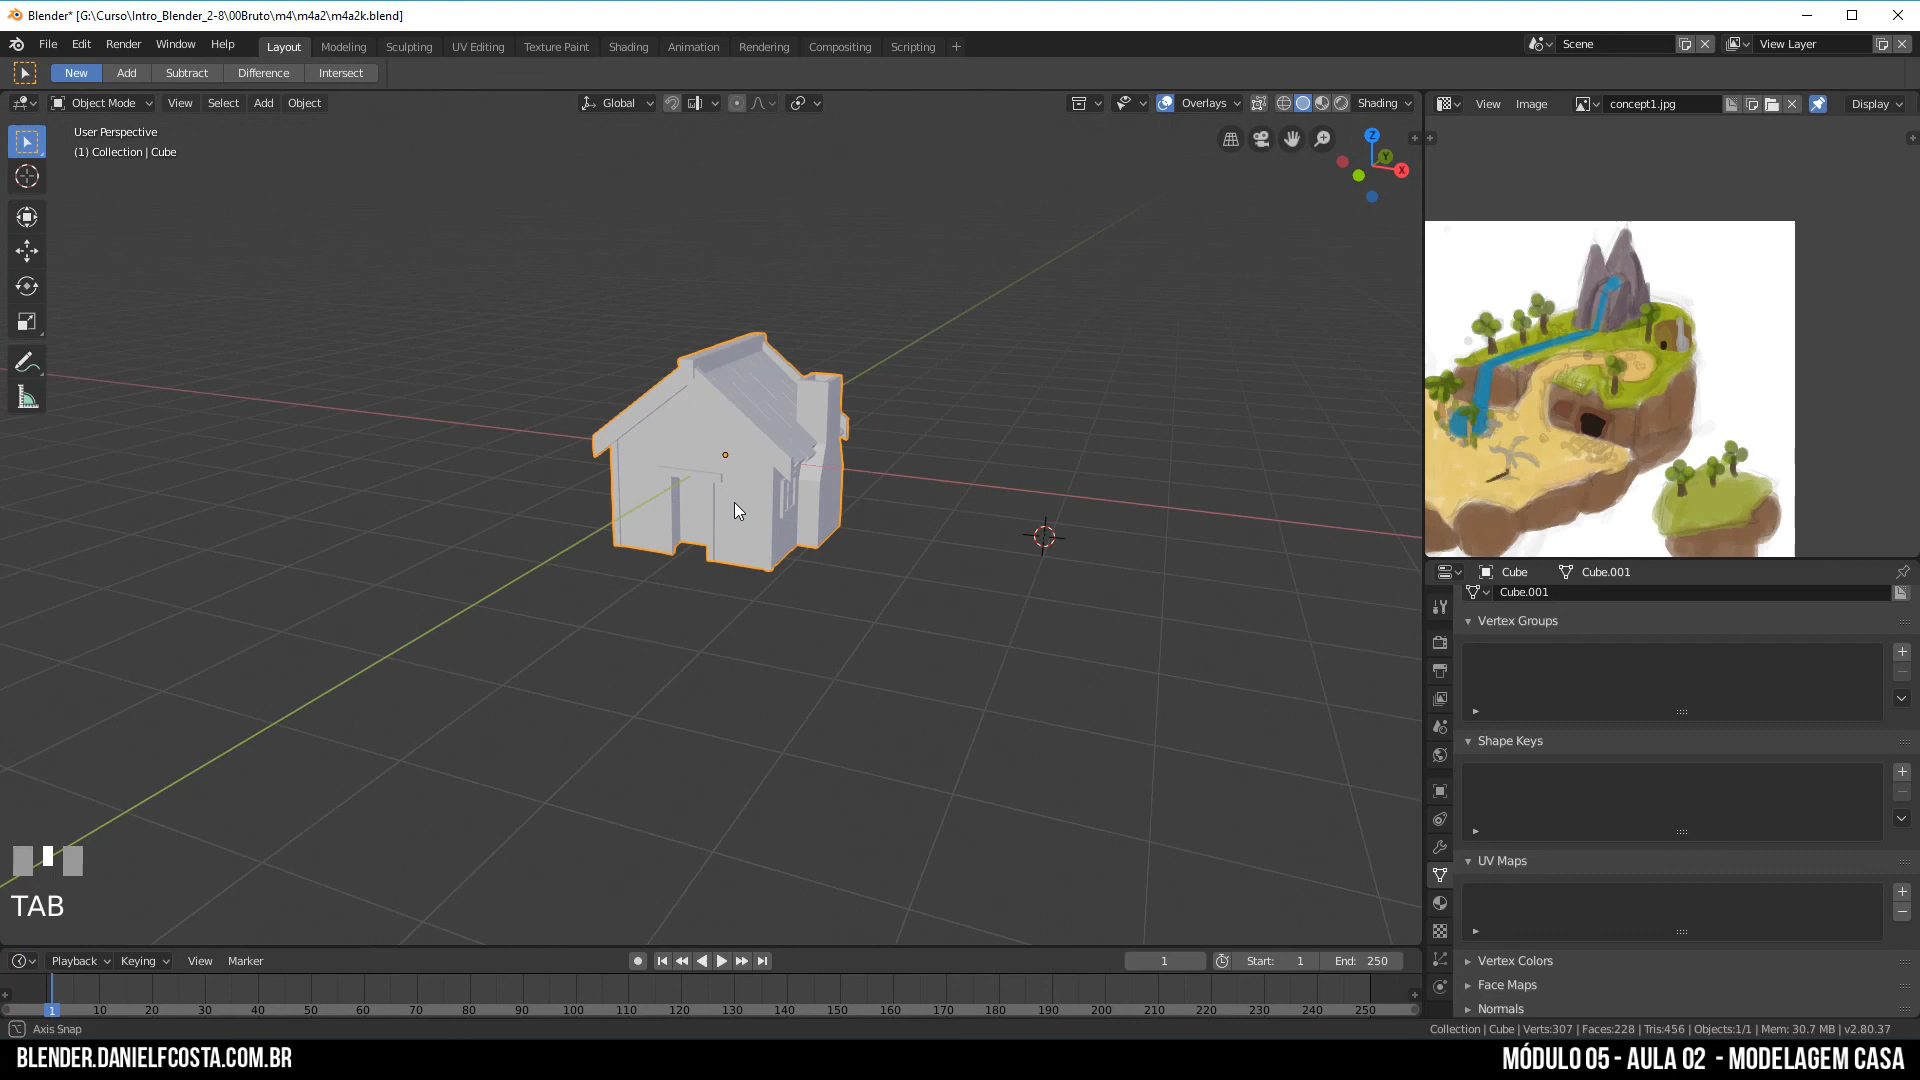 Blender* [G:\Curso\Intro_Blender_2-8\00Bruto\m4\m4a2\m4a2k.blend]
File Edit Render Window Help Layout Modeling Sculpting UV Editing Texture Paint Shading Animation Rendering Compositing Scripting + Scene View Layer
New Add Subtract Difference Intersect
Object Mode View Select Add Object Global Overlays Shading View Image concept1.jpg Display
User Perspective
(1) Collection | Cube
Z
Y
X
Cube Cube.001
Cube.001
Vertex Groups
Shape Keys
UV Maps
Vertex Colors
Face Maps
Normals
TAB
Playback Keying View Marker 1 Start: 1 End: 250
1 10 20 30 40 50 60 70 80 90 100 110 120 130 140 150 160 170 180 190 200 210 220 230 240 250
Axis Snap Collection | Cube | Verts:307 | Faces:228 | Tris:456 | Objects:1/1 | Mem: 30.7 MB | v2.80.37
BLENDER.DANIELFCOSTA.COM.BR MÓDULO 05 - AULA 02 - MODELAGEM CASA